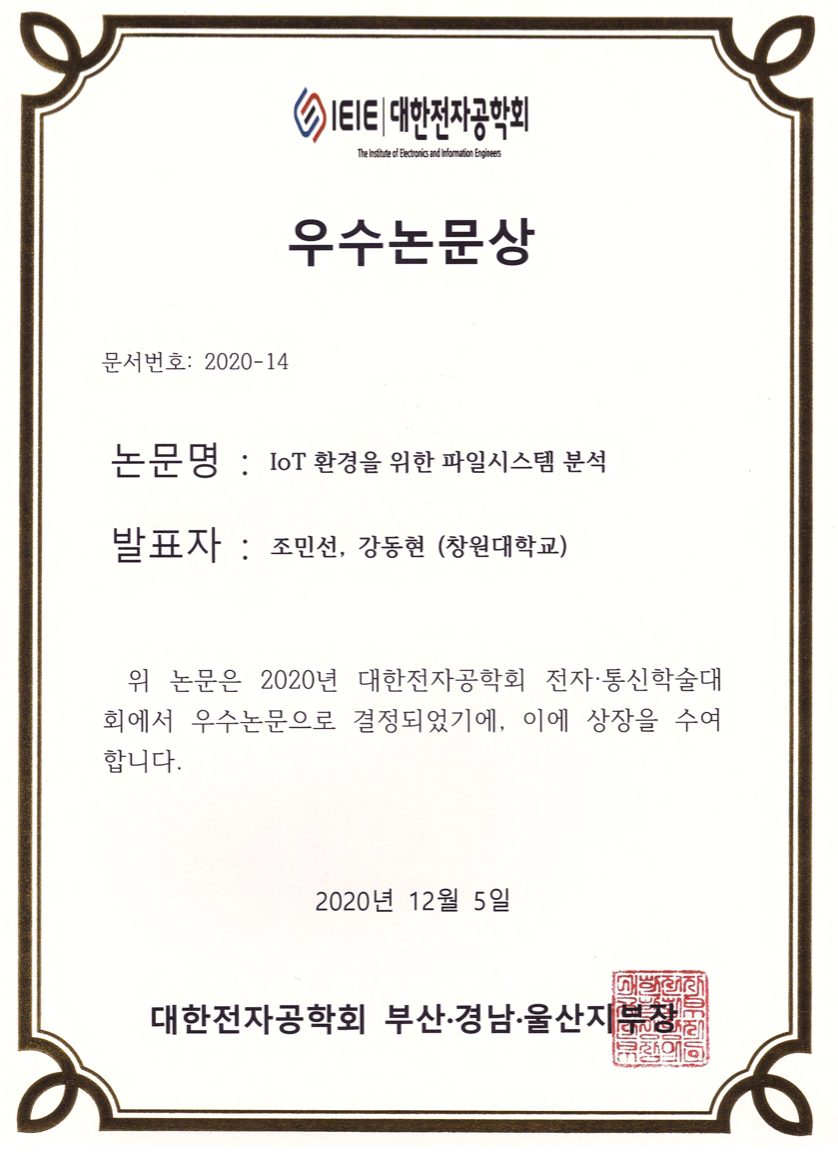 IEIE 대한전자공학회
The Institute of Electronics and Information Engineers
우수논문상
문서번호: 2020-14
논문명 : IoT 환경을 위한 파일시스템 분석
발표자 : 조민선, 강동현 (창원대학교)
위 논문은 2020년 대한전자공학회 전자·통신학술대
회에서 우수논문으로 결정되었기에, 이에 상장을 수여
합니다.
2020년 12월 5일
대한전자공학회 부산·경남·울산지부장